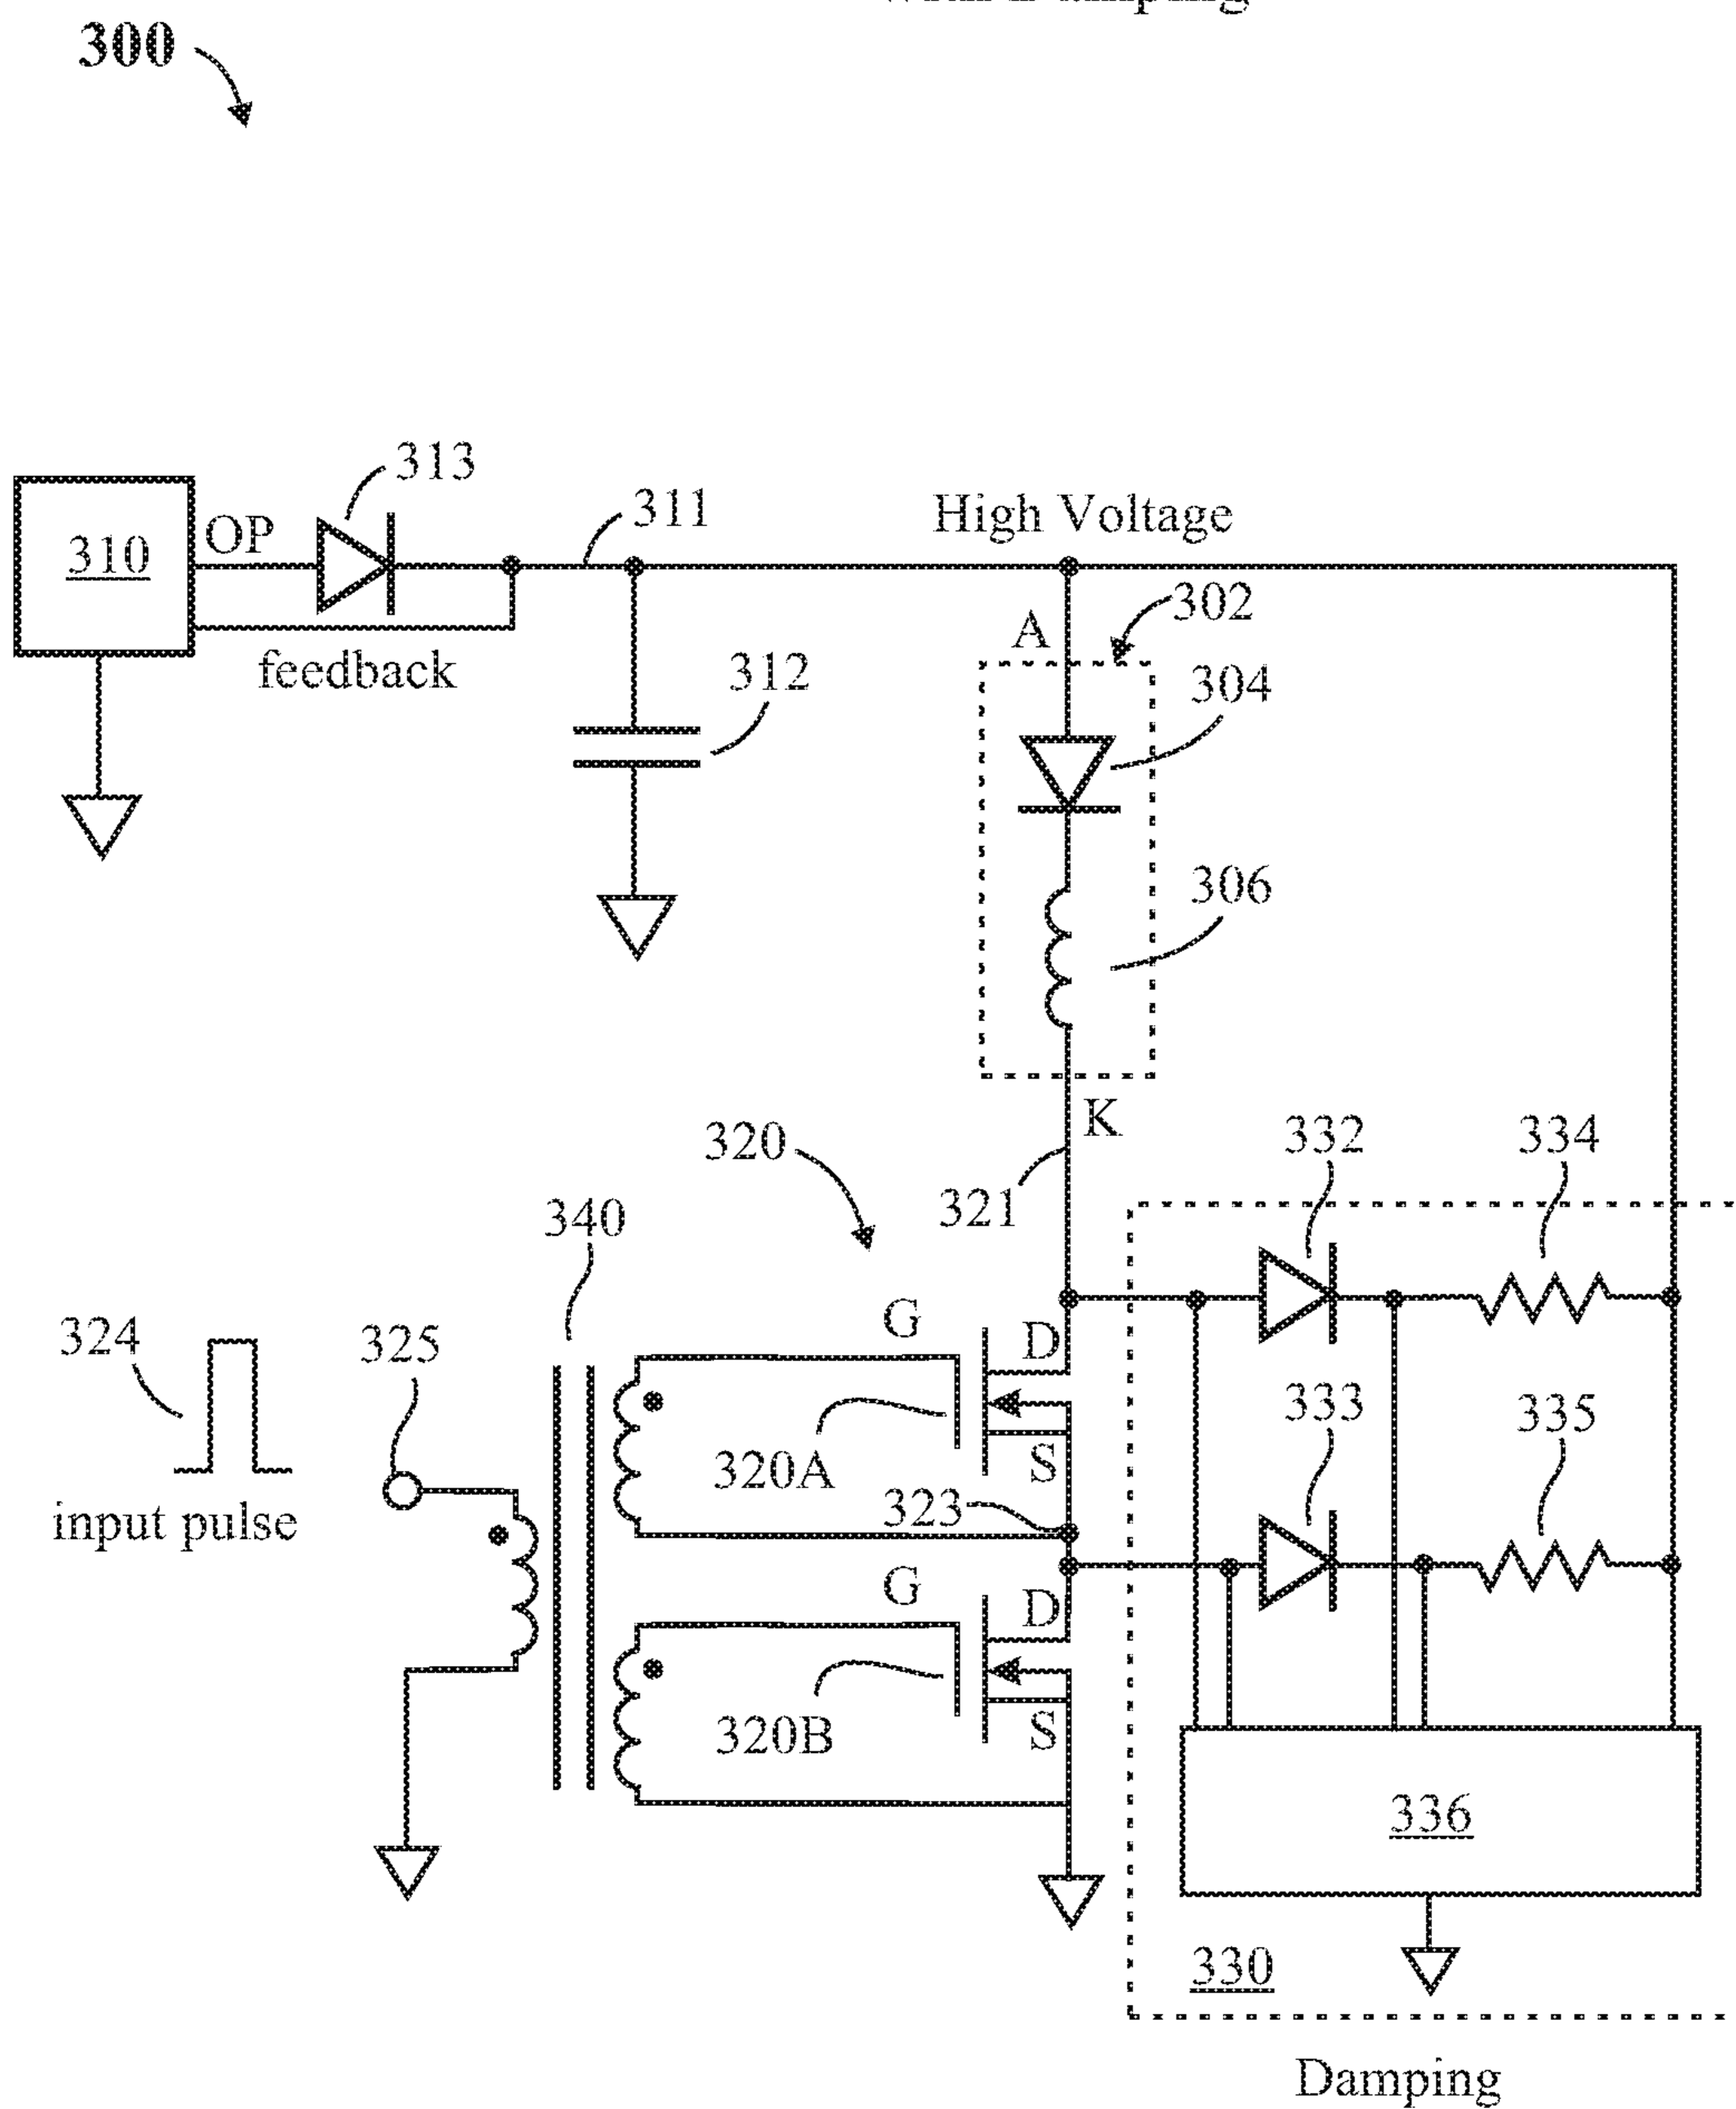 300
313
OP
311
High Voltage
310
302
A
feedback
312
304
306
K
320
332
334
321
340
324
325
G
D
333
335
320A
S
323
input pulse
G
D
320B
S
336
330
Damping